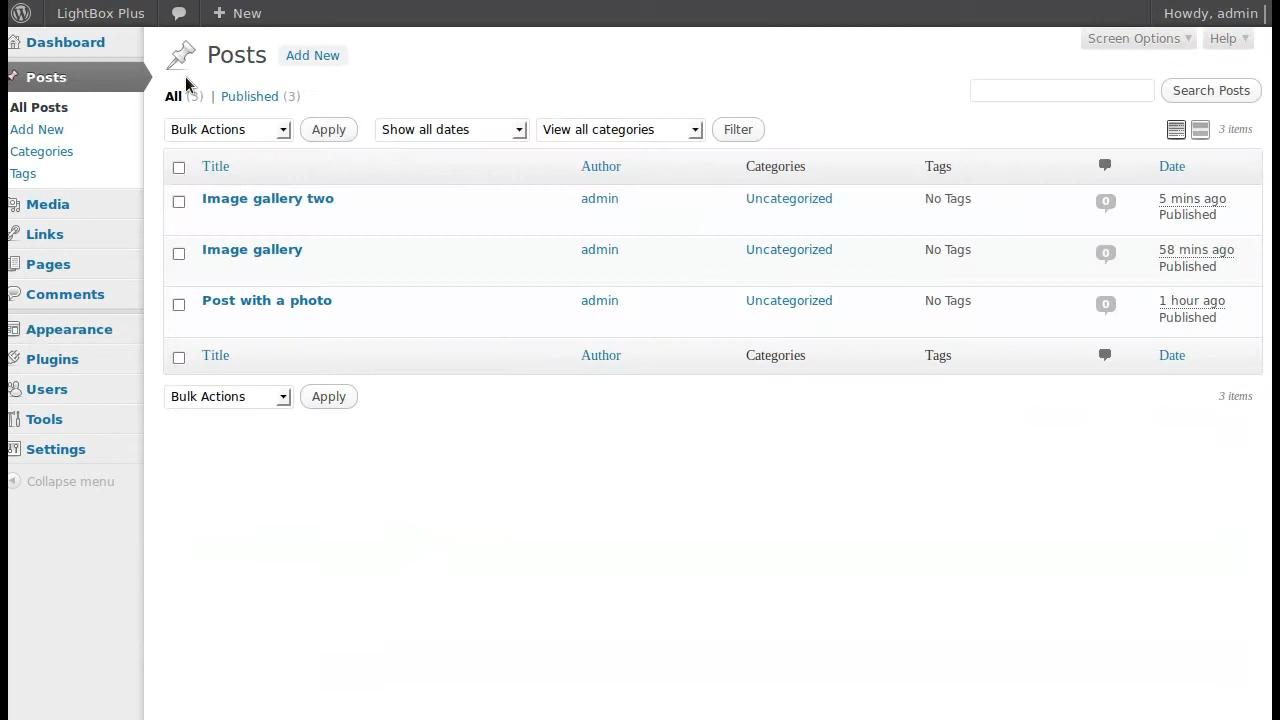 LightBox Plus New Howdy, admin
Dashboard
Screen Options Help
Posts Add New
Posts
All (3) | Published (3)
Search Posts
All Posts
Add New
Categories
Tags
Media
Links
Pages
Comments
Appearance
Plugins
Users
Tools
Settings
Collapse menu
Bulk Actions Apply Show all dates View all categories Filter 3 items
Title Author Categories Tags Date
Image gallery two admin Uncategorized No Tags 0 5 mins ago
Published
Image gallery admin Uncategorized No Tags 0 58 mins ago
Published
Post with a photo admin Uncategorized No Tags 0 1 hour ago
Published
Title Author Categories Tags Date
Bulk Actions Apply 3 items